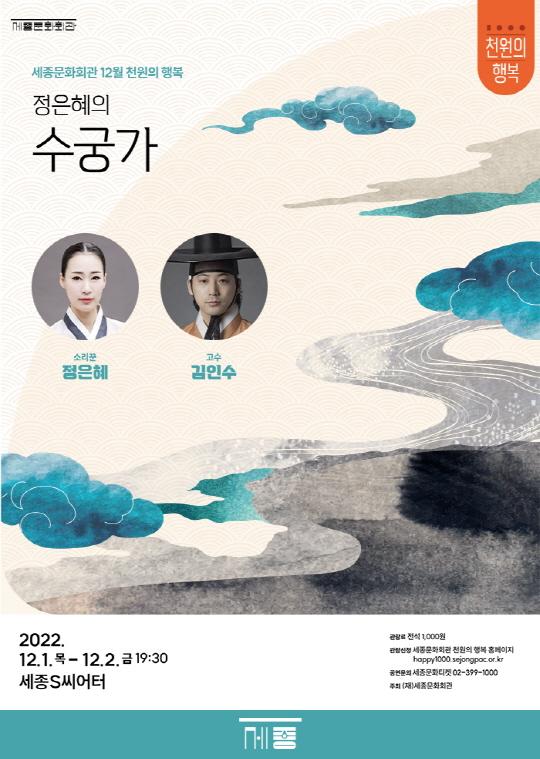 세종문화회관
천원의
행복
세종문화회관 12월 천원의 행복
정은혜의
수궁가
소리꾼
정은혜
고수
김인수
2022.
12.1. 목 – 12.2. 금 19:30
세종S씨어터
관람료 전석 1,000원
관람신청 세종문화회관 천원의 행복 홈페이지
happy1000.sejongpac.or.kr
공연문의 세종문화티켓 02-399-1000
주최 (재)세종문화회관
세종